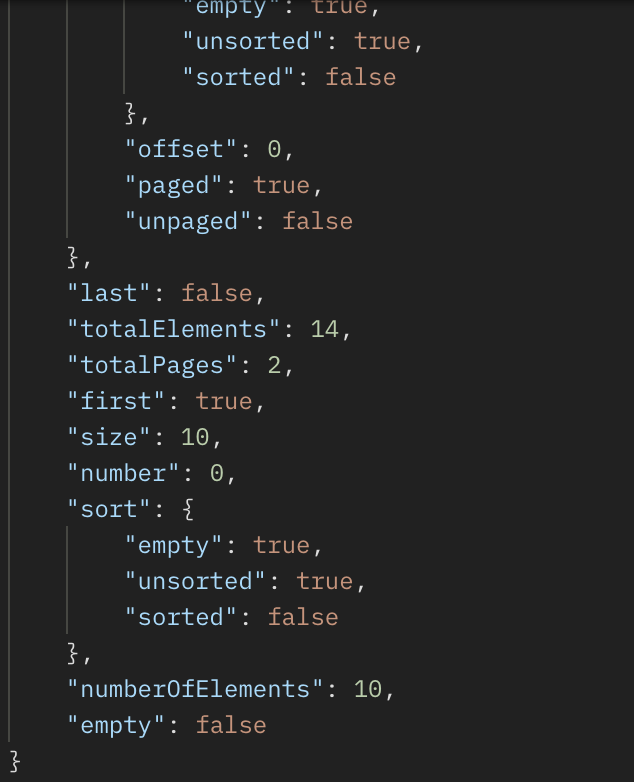 "empty": true,
"unsorted": true,
"sorted": false
},
"offset": 0,
"paged": true,
"unpaged": false
},
"last": false,
"totalElements": 14,
"totalPages": 2,
"first": true,
"size": 10,
"number": 0,
"sort": {
"empty": true,
"unsorted": true,
"sorted": false
},
"numberOfElements": 10,
"empty": false
}